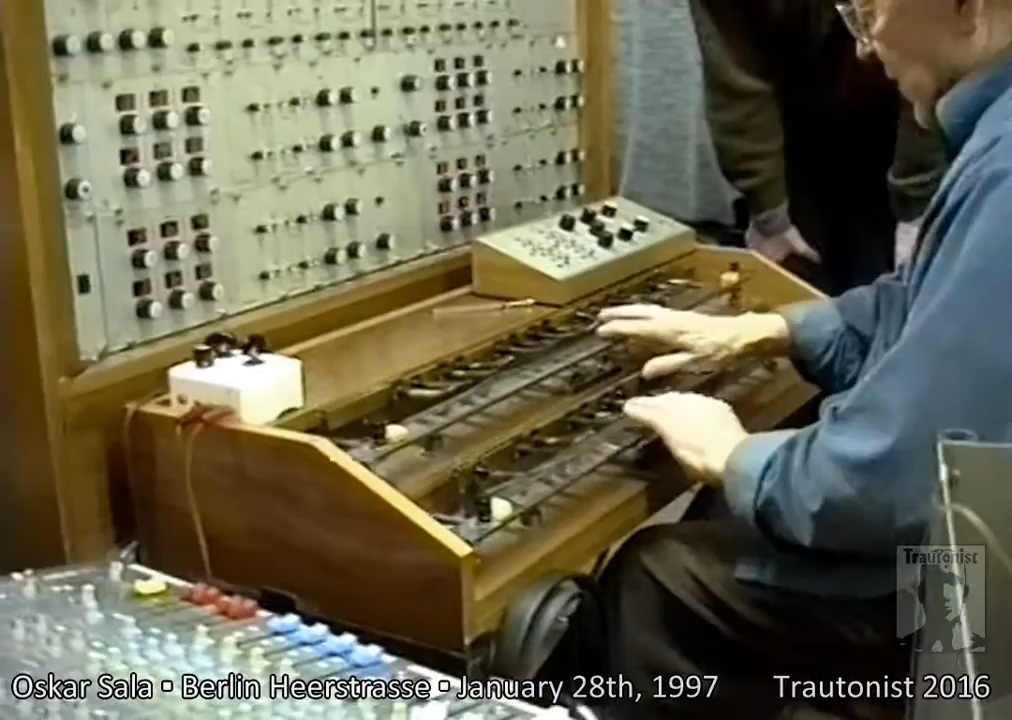 Trautonist
Oskar Sala ▪ Berlin Heerstrasse ▪ January 28th, 1997 Trautonist 2016